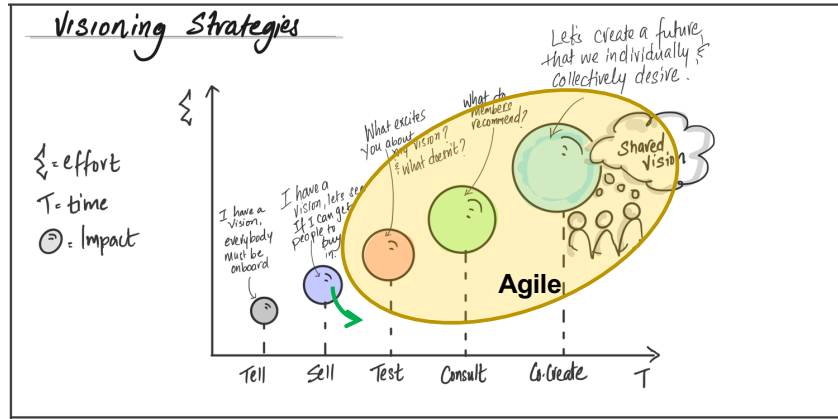 Visioning Strategies
Σ
Σ = effort
T = time
= Impact
I have a
vision,
everybody
must be
onboard
I have a
vision, lets see
If I can get
people to
buy
in.
What excites
you about
my vision?
& what doesn't?
What do
members
recommend?
Let's create a future,
that we individually &
collectively desire.
Shared
Vision
Agile
Tell
Sell
Test
Consult
Co.Create
T